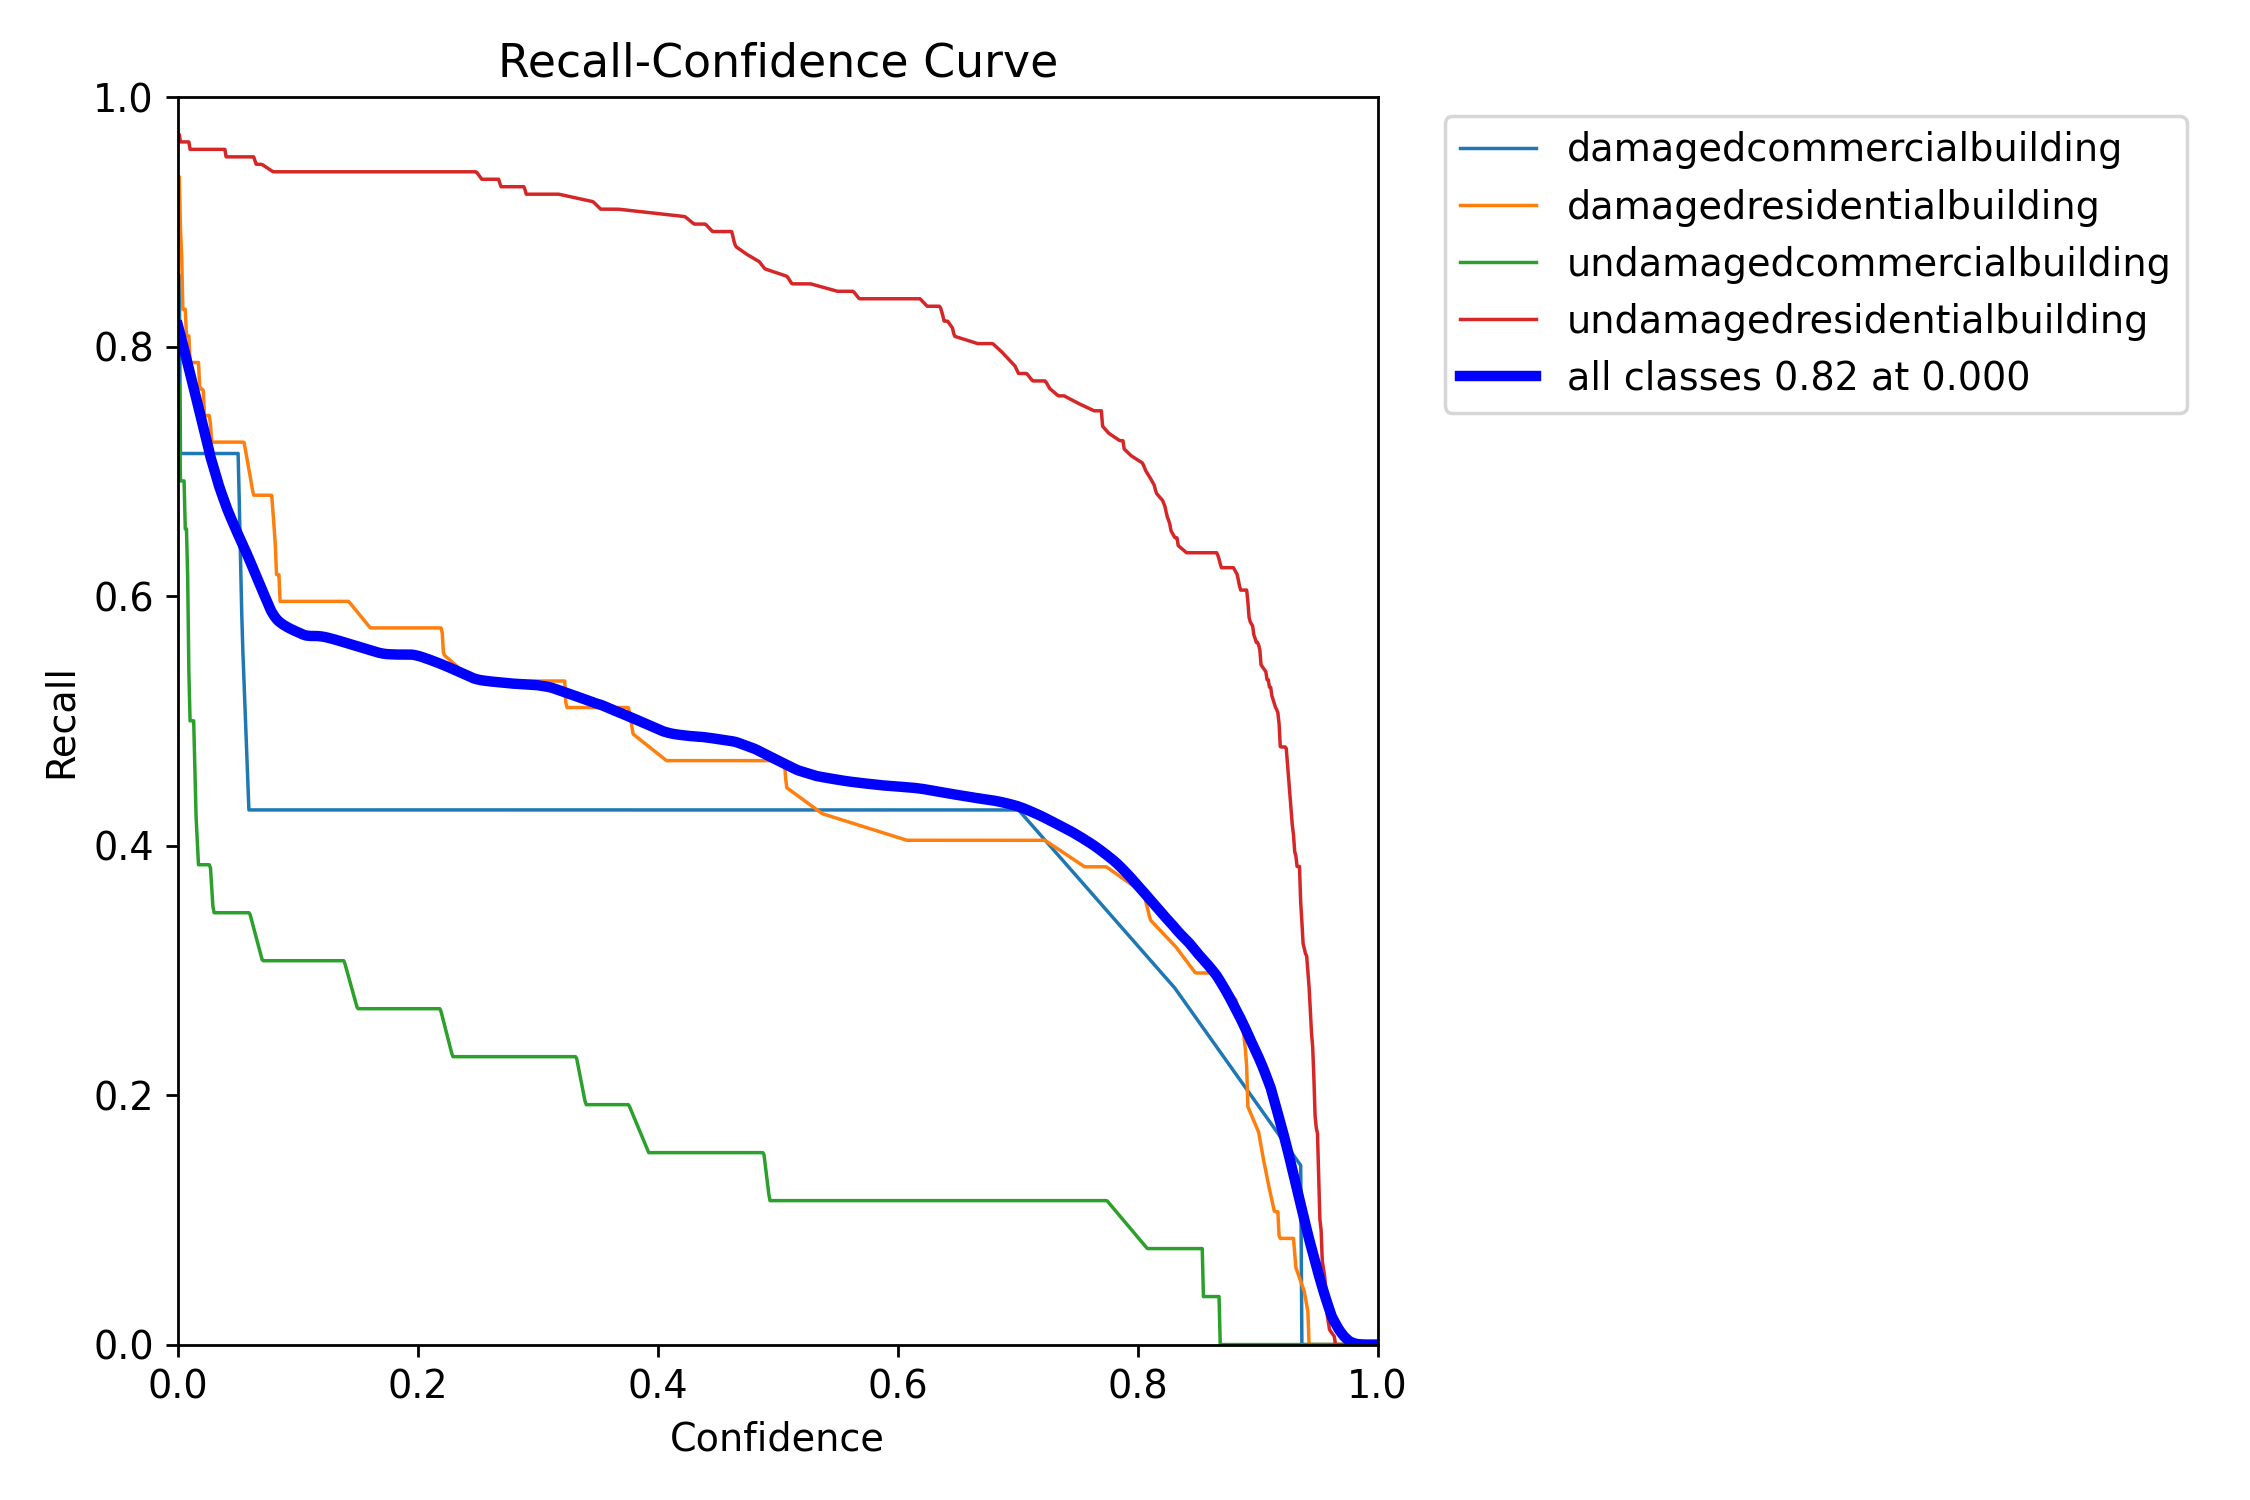 Recall-Confidence Curve
1.0
0.8
0.6
0.4
0.2
0.0
Recall
0.0 0.2 0.4 0.6 0.8 1.0
Confidence
damagedcommercialbuilding
damagedresidentialbuilding
undamagedcommercialbuilding
undamagedresidentialbuilding
all classes 0.82 at 0.000